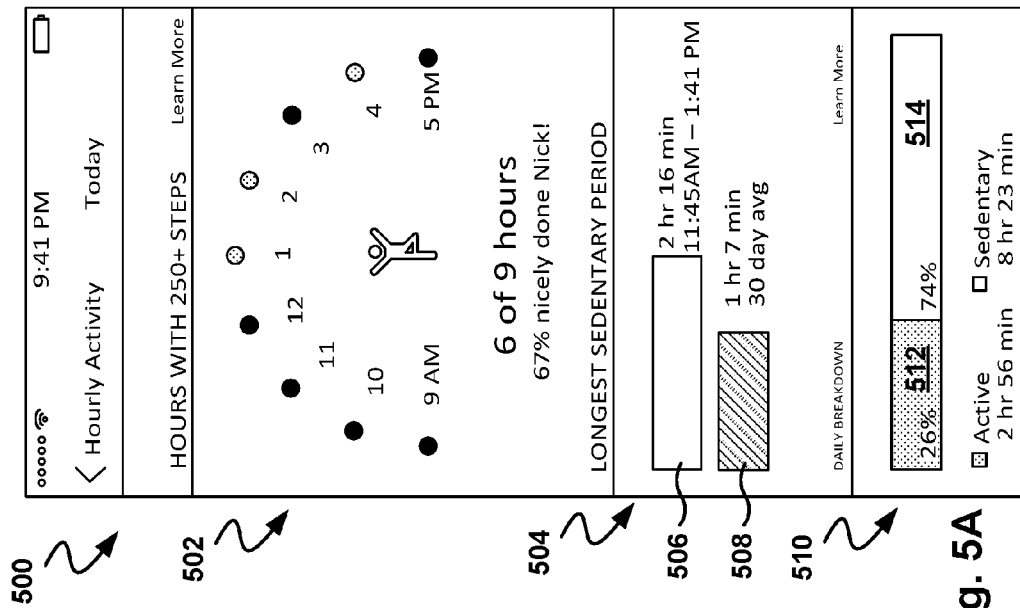 500
9:41 PM
Hourly Activity Today
HOURS WITH 250+ STEPS Learn More
502
9 AM
10
11
12
1
2
3
4
5 PM
6 of 9 hours
67% nicely done Nick!
504
LONGEST SEDENTARY PERIOD
506
2 hr 16 min
11:45AM – 1:41 PM
508
1 hr 7 min
30 day avg
510
DAILY BREAKDOWN Learn More
26% 512 74% 514
Active Sedentary
2 hr 56 min 8 hr 23 min
g. 5A